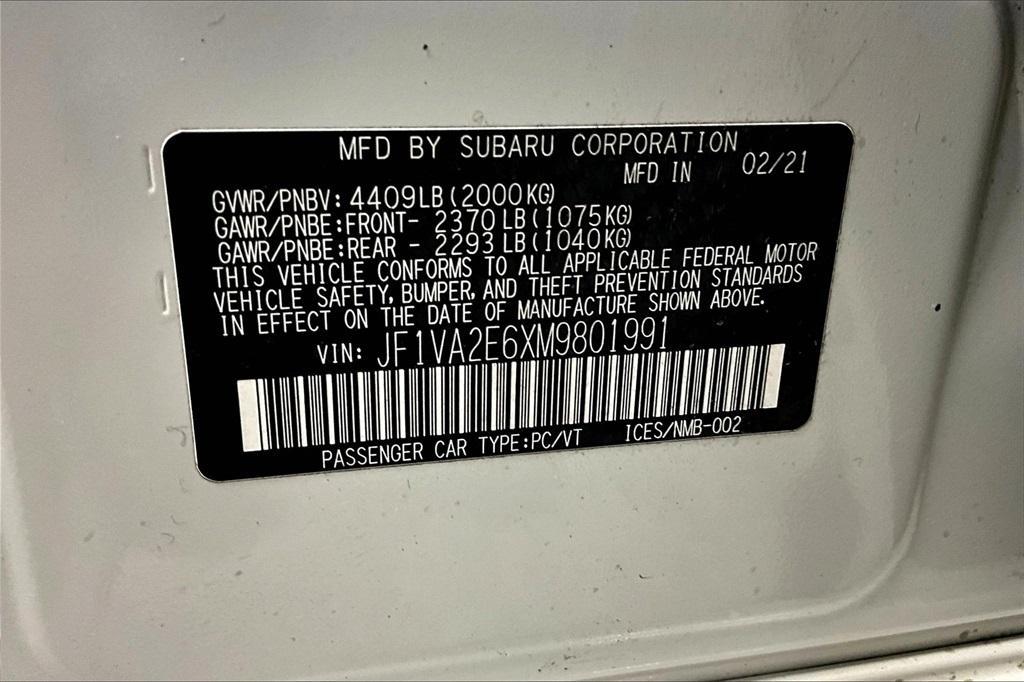 MFD BY SUBARU CORPORATION
MFD IN 02/21
GVWR/PNBV: 4409LB(2000KG)
GAWR/PNBE:FRONT- 2370LB(1075KG)
GAWR/PNBE:REAR - 2293LB(1040KG)
THIS VEHICLE CONFORMS TO ALL APPLICABLE FEDERAL MOTOR
VEHICLE SAFETY, BUMPER, AND THEFT PREVENTION STANDARDS
IN EFFECT ON THE DATE OF MANUFACTURE SHOWN ABOVE.
VIN: JF1VA2E6XM9801991
PASSENGER CAR TYPE:PC/VT ICES/NMB-002